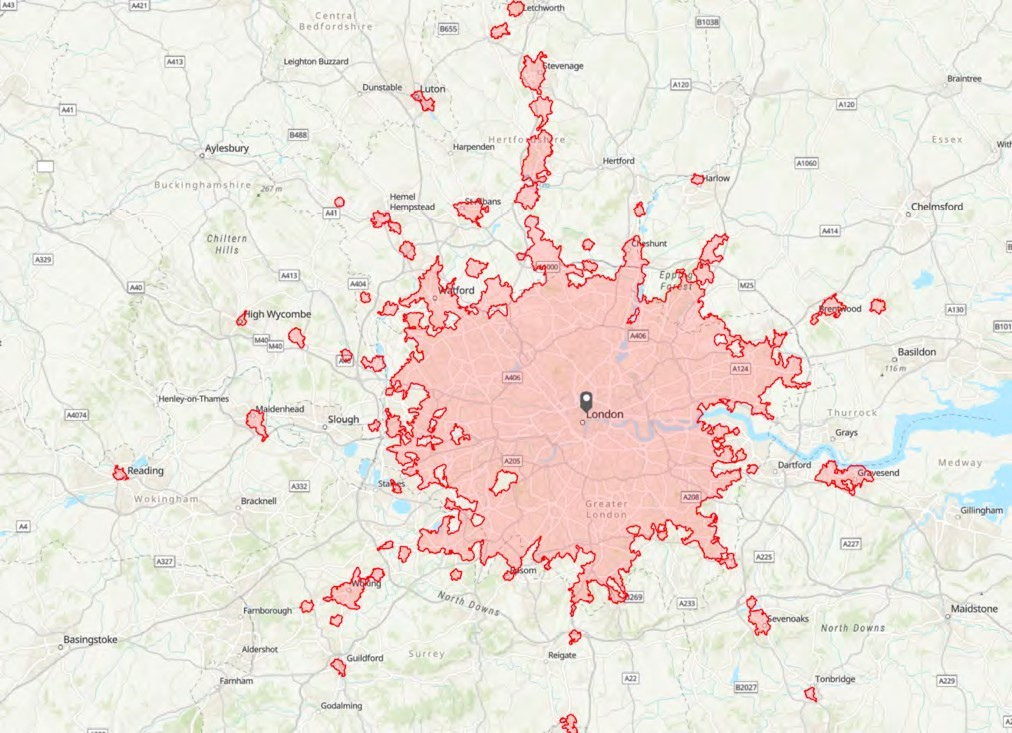 A43
A421
Central
Bedfordshire
Letchworth
B1038
B655
Leighton Buzzard
A413
Stevenage
Dunstable
Luton
A120
Braintree
A41
A120
B488
Hertfordshire
Essex
Aylesbury
Harpenden
Hertford
A1060
With
Buckinghamshire
267 m
Harlow
Hemel
Hempstead
St Albans
A41
Chelmsford
A414
Chiltern
Hills
Cheshunt
A329
A1000
Epping
Forest
A413
A404
M25
A40
Watford
Brentwood
A130
High Wycombe
B101
M40
M40
A406
A40
Basildon
116 m
A124
A406
Henley-on-Thames
Maidenhead
Slough
London
A4074
Thurrock
Grays
Reading
A205
Dartford
Gravesend
Medway
Wokingham
A332
Staines
A208
Bracknell
Greater
London
Gillingham
A4
A227
A327
A225
Epsom
Woking
Farnborough
North Downs
A269
A233
Maidstone
Sevenoaks
North Downs
Basingstoke
Aldershot
Guildford
Surrey
Reigate
Farnham
A22
Tonbridge
B2027
A229
Godalming